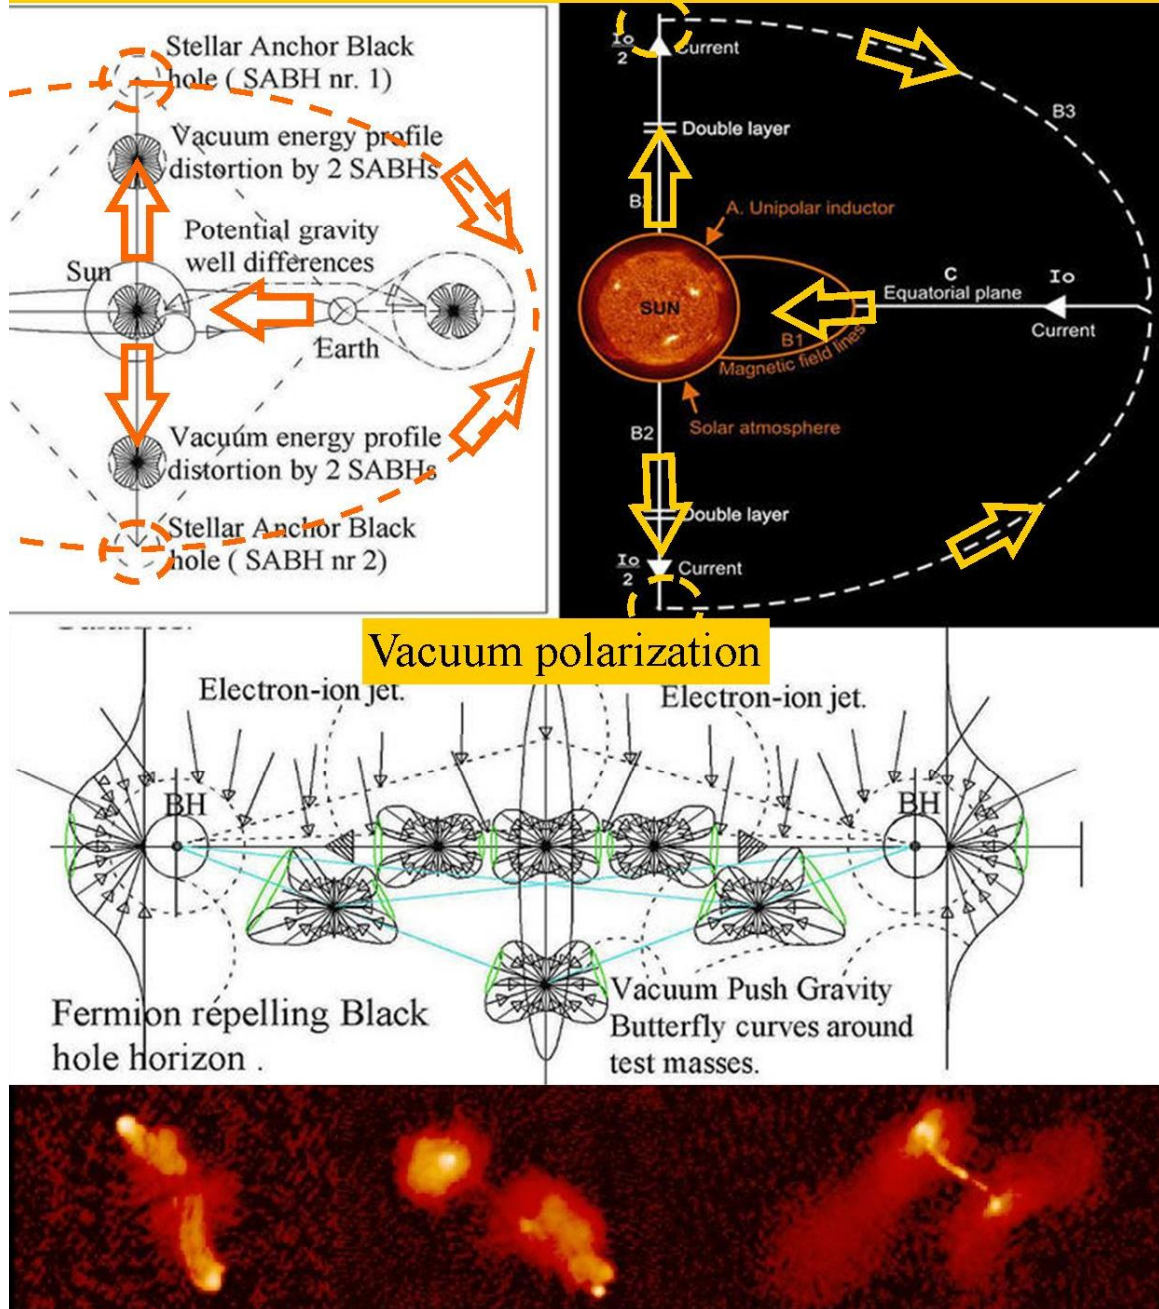 Stellar Anchor Black
hole ( SABH nr. 1)
Vacuum energy profile
distortion by 2 SABHs
Potential gravity
well differences
Sun
Earth
Vacuum energy profile
distortion by 2 SABHs
Stellar Anchor Black
hole ( SABH nr 2)
Io
2
Current
B3
Double layer
A. Unipolar inductor
SUN
C
Io
Equatorial plane
Current
B1
Magnetic field lines
Solar atmosphere
B2
Double layer
Io
2
Current
Vacuum polarization
Electron-ion jet.
Electron-ion jet.
BH
BH
Fermion repelling Black
hole horizon .
Vacuum Push Gravity
Butterfly curves around
test masses.